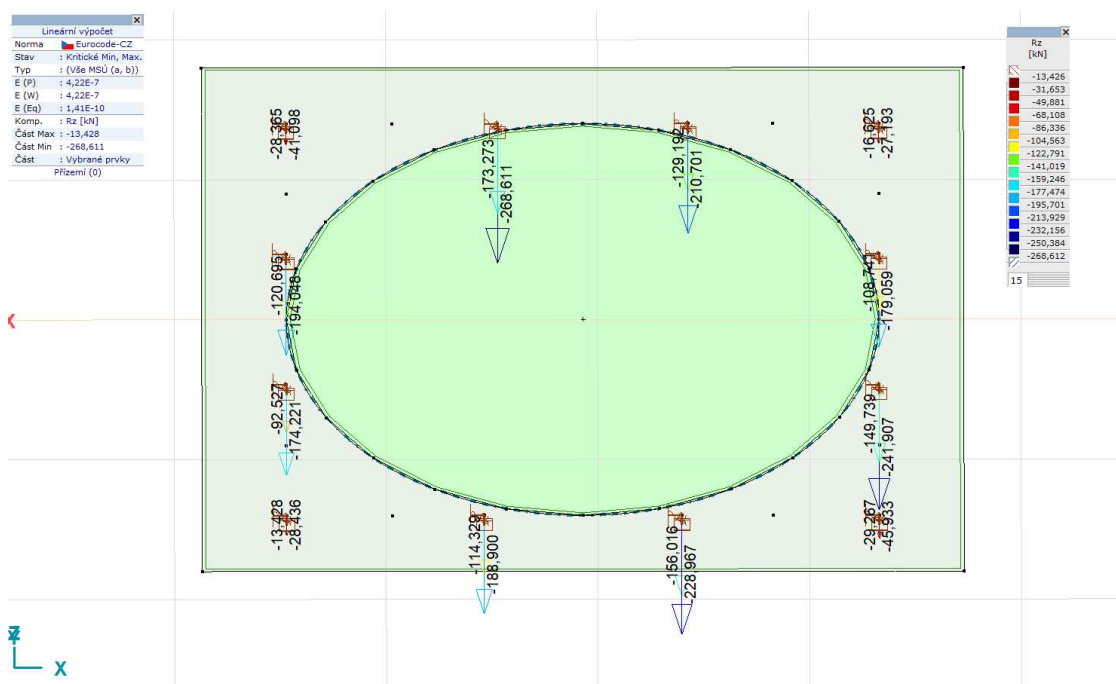 Lineární výpočet
Norma Eurocode-CZ
Stav : Kritické Min, Max.
Typ : (Vše MSÚ (a, b))
E (P) : 4,22E-7
E (W) : 4,22E-7
E (Eq) : 1,41E-10
Komp. : Rz [kN]
Část Max : -13,428
Část Min : -268,611
Část : Vybrané prvky
Přízemí (0)
Rz
[kN]
-13,426
-31,653
-49,881
-68,108
-86,336
-104,563
-122,791
-141,019
-159,246
-177,474
-195,701
-213,929
-232,156
-250,384
-268,612
15
-28,365
-41,098
-173,273
-268,611
-129,192
-210,701
-16,625
-27,193
-120,695
-194,048
-108,741
-179,059
-92,527
-174,221
-149,739
-241,907
-13,428
-28,436
-114,329
-188,900
-156,016
-228,967
-29,267
-45,933
X
X